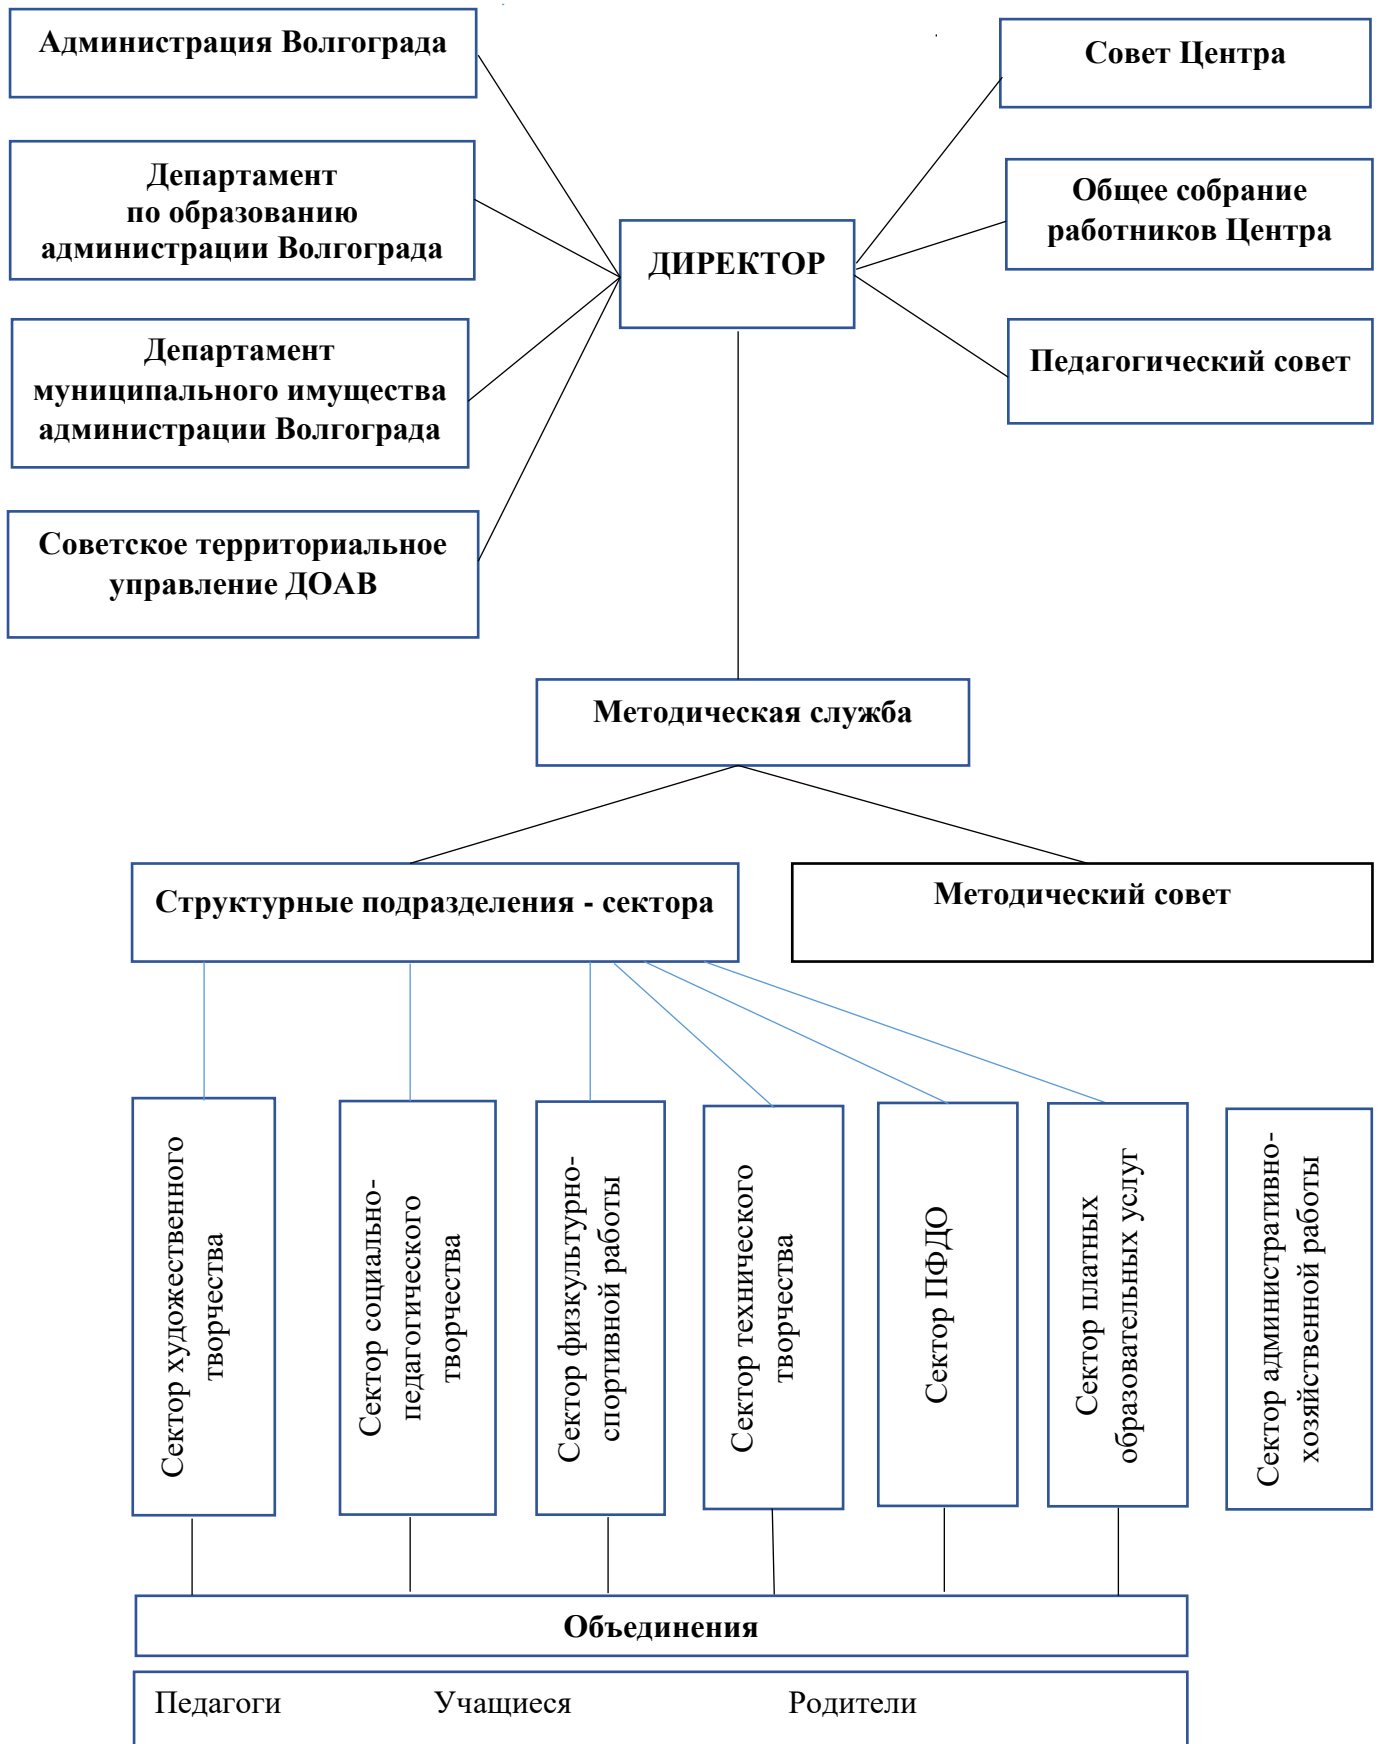 Администрация Волгограда
Департамент
по образованию
администрации Волгограда
Департамент
муниципального имущества
администрации Волгограда
Советское территориальное
управление ДОАВ
ДИРЕКТОР
Совет Центра
Общее собрание
работников Центра
Педагогический совет
Методическая служба
Структурные подразделения - сектора
Методический совет
Сектор художественного
творчества
Сектор социально-
педагогического
творчества
Сектор физкультурно-
спортивной работы
Сектор технического
творчества
Сектор ПФДО
Сектор платных
образовательных услуг
Сектор административно-
хозяйственной работы
Объединения
Педагоги Учащиеся Родители